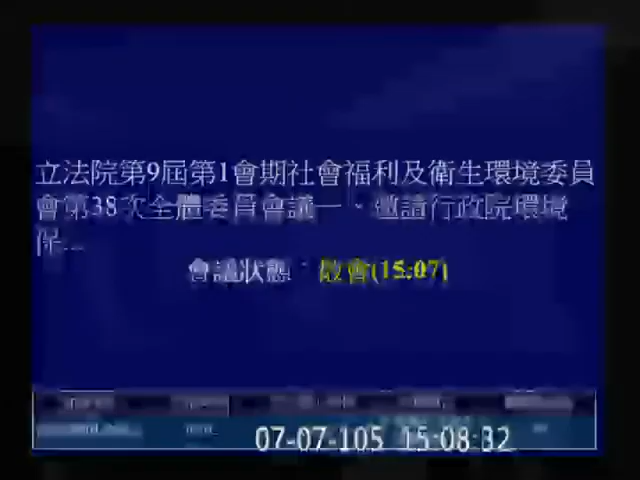 立法院第9屆第1會期社會福利及衛生環境委員
會第38次全體委員會議一、邀請行政院環境
保...
會議狀態：散會(15:07)
07-07-105 15:08:32